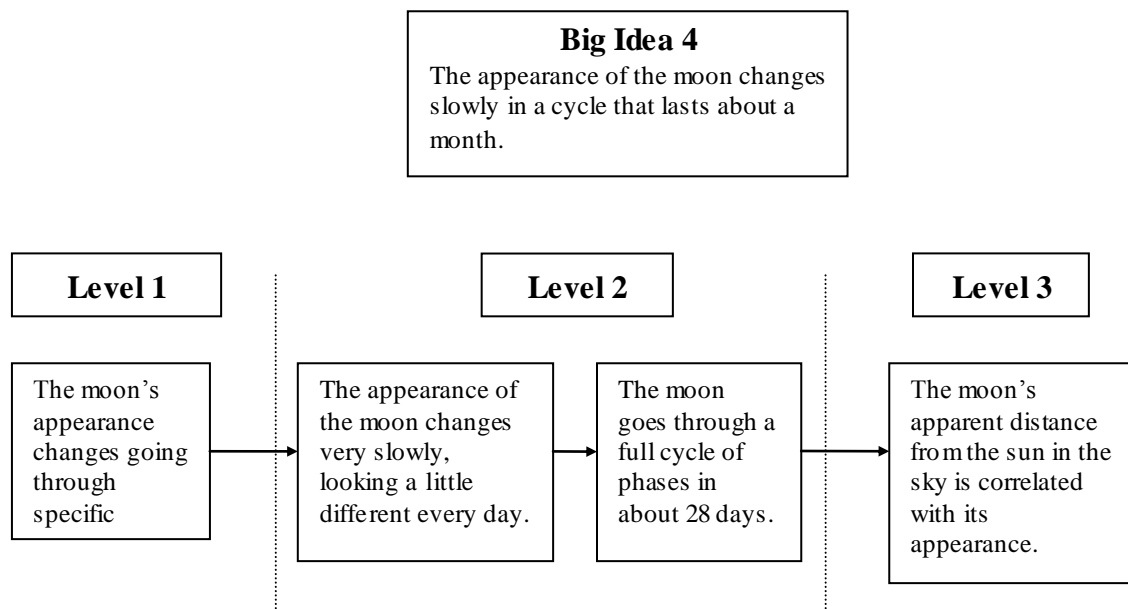 Big Idea 4
The appearance of the moon changes
slowly in a cycle that lasts about a
month.
Level 1
Level 2
Level 3
The moon's
appearance
changes going
through
specific
The appearance of
the moon changes
very slowly,
looking a little
different every day.
The moon
goes through a
full cycle of
phases in
about 28 days.
The moon's
apparent distance
from the sun in the
sky is correlated
with its
appearance.